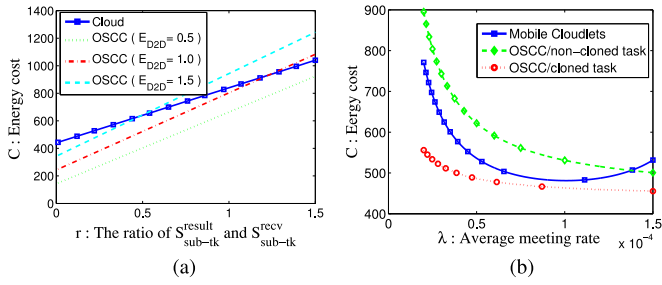 1400
1200
1000
800
600
400
200
0
C : Energy cost
Cloud
OSCC ( E_D2D= 0.5)
OSCC ( E_D2D= 1.0)
OSCC ( E_D2D= 1.5)
0
0.5
1
1.5
r : The ratio of S^result_sub−tk and S^recv_sub−tk
(a)
900
800
700
600
500
400
C : Eergy cost
Mobile Cloudlets
OSCC/non-cloned task
OSCC/cloned task
0
0.5
1.0
1.5
λ : Average meeting rate
× 10^−4
(b)